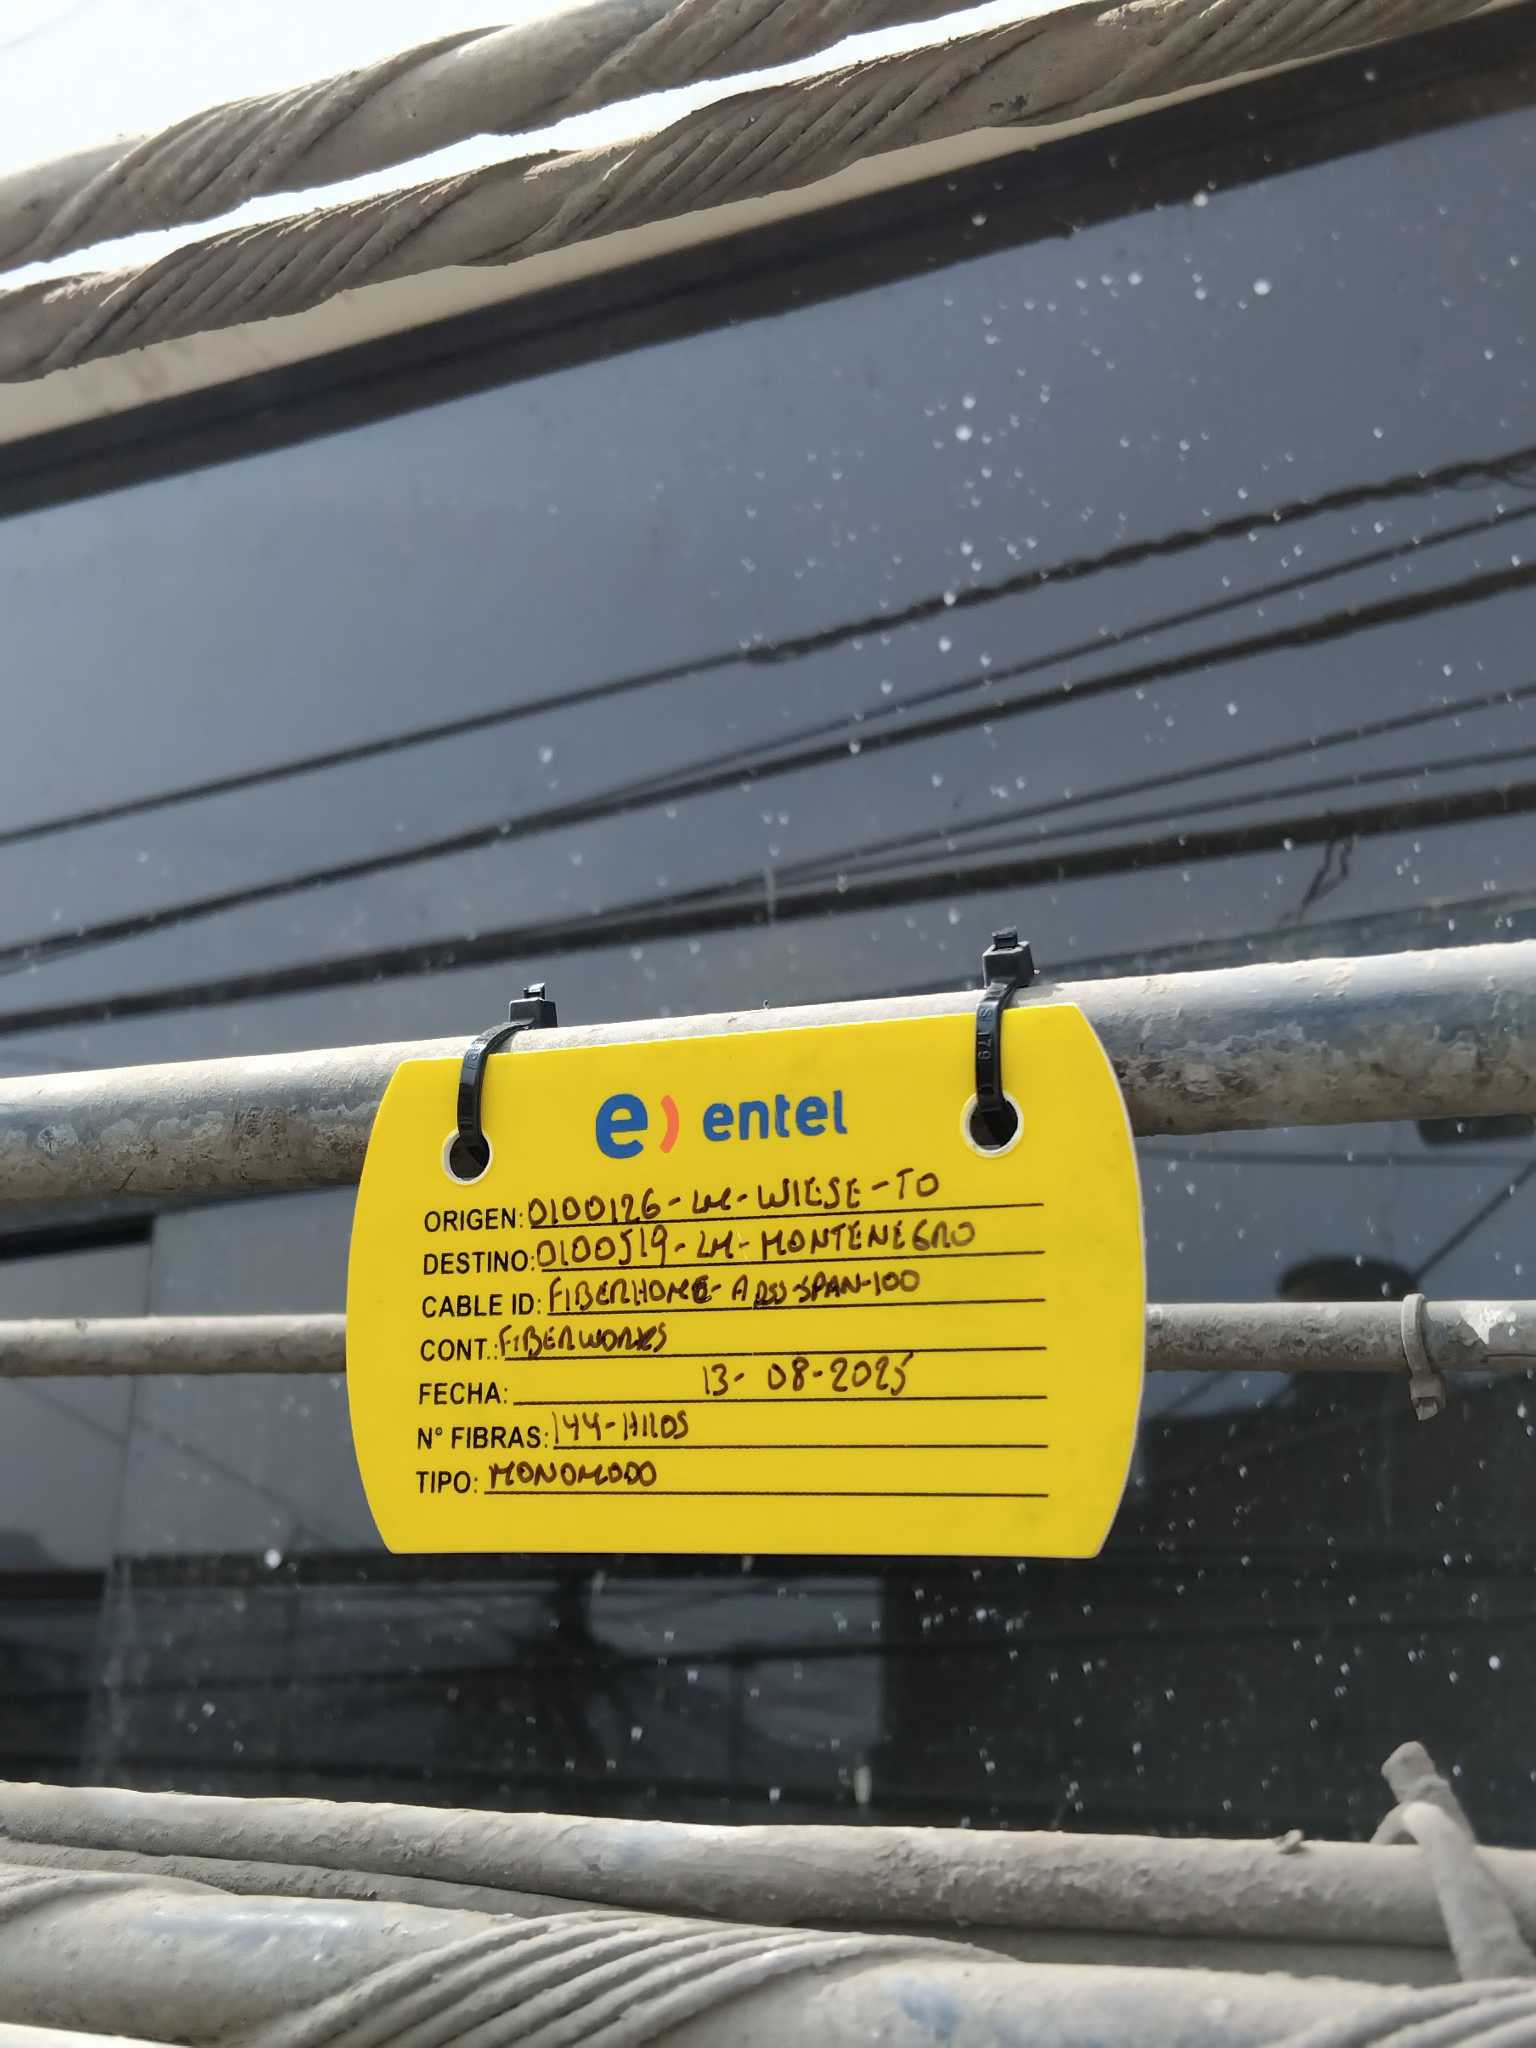 e) entel
ORIGEN: 0100126-LM-WIESE-TO
DESTINO: 0100519-LM-MONTENEGRO
CABLE ID: FIBERHOME-ADSS-SPAN-100
CONT.: FIBERWORKS
FECHA: 13-08-2025
N° FIBRAS: 144-HILOS
TIPO: MONOMODO